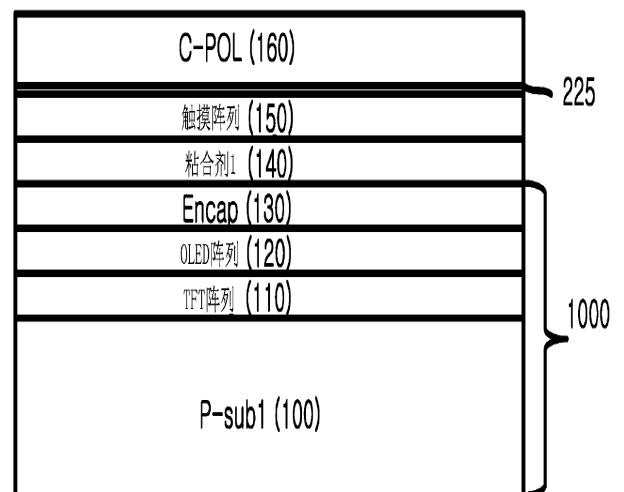 C-POL (160)
225
触摸阵列 (150)
粘合剂1 (140)
Encap (130)
OLED阵列 (120)
TFT阵列 (110)
1000
P-sub1 (100)